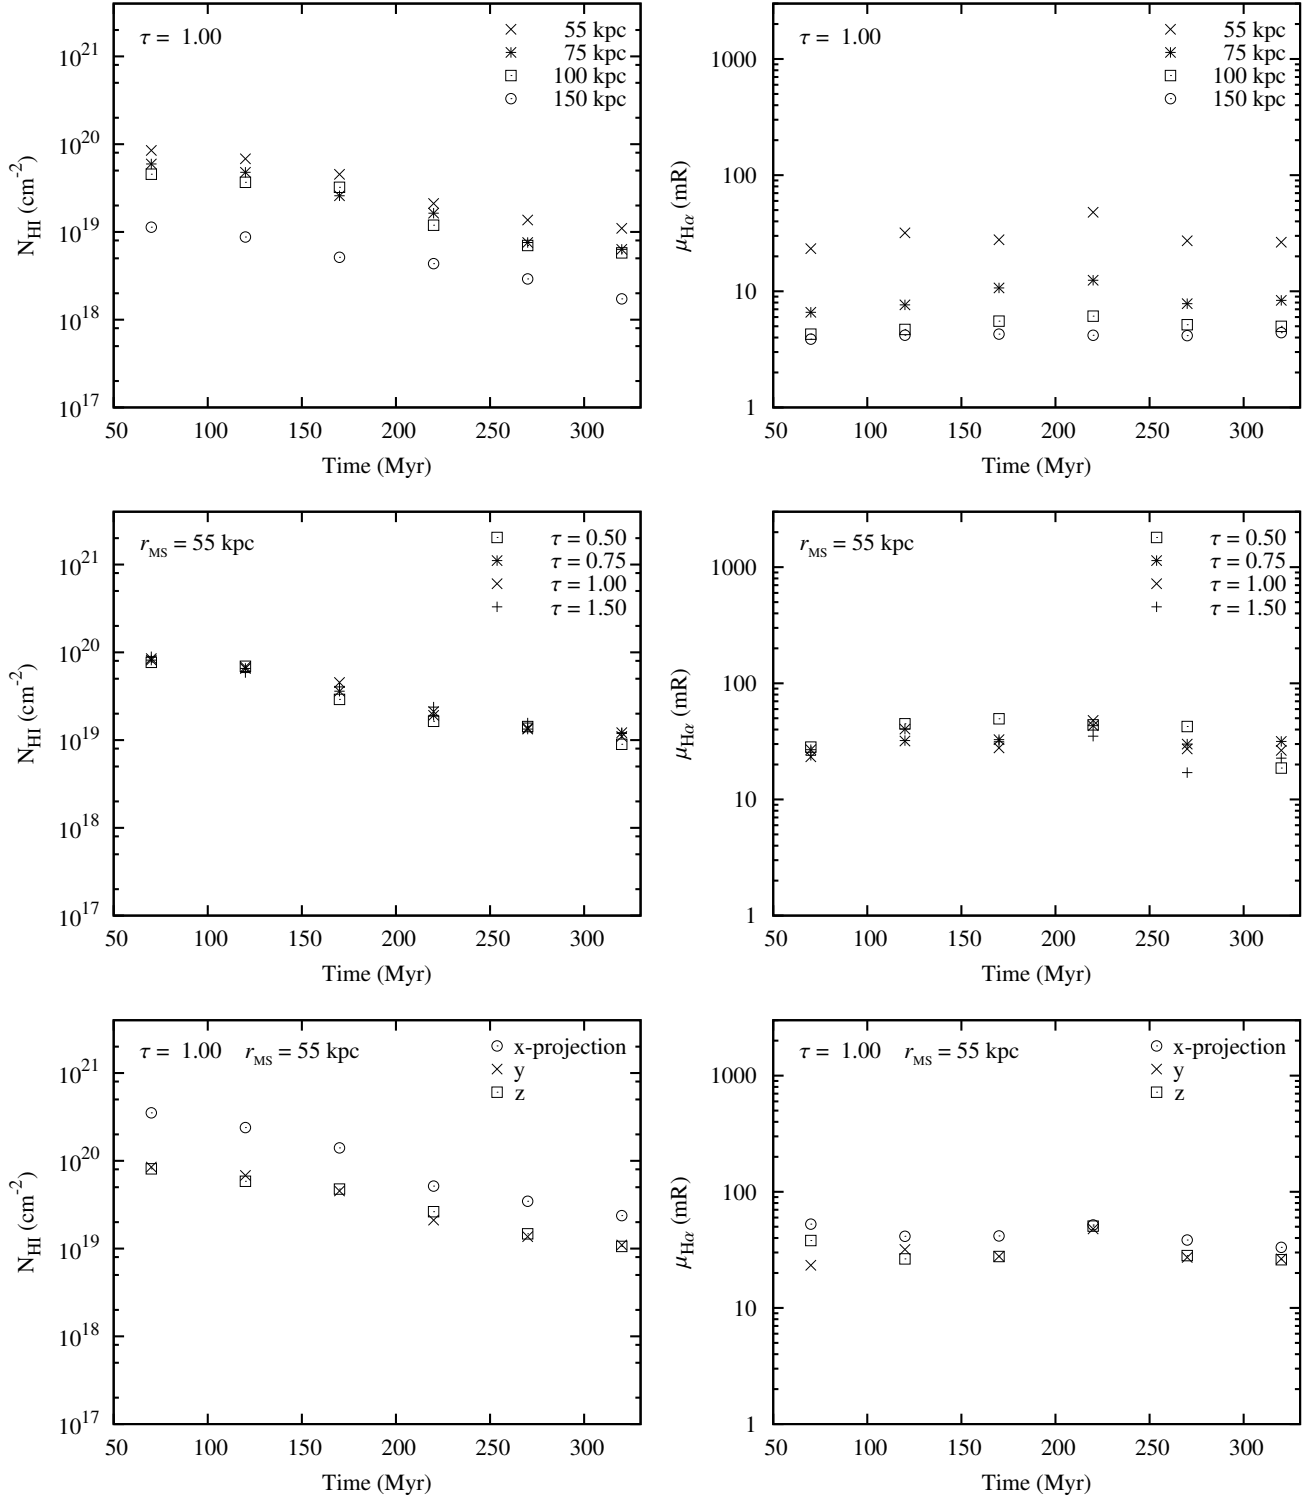 τ = 1.00
55 kpc
75 kpc
100 kpc
150 kpc
10^21
10^20
10^19
10^18
10^17
N_HI (cm^-2)
50 100 150 200 250 300
Time (Myr)
τ = 1.00
55 kpc
75 kpc
100 kpc
150 kpc
1000
100
10
1
μ_Hα (mR)
50 100 150 200 250 300
Time (Myr)
r_MS = 55 kpc
τ = 0.50
τ = 0.75
τ = 1.00
τ = 1.50
10^21
10^20
10^19
10^18
10^17
N_HI (cm^-2)
50 100 150 200 250 300
Time (Myr)
r_MS = 55 kpc
τ = 0.50
τ = 0.75
τ = 1.00
τ = 1.50
1000
100
10
1
μ_Hα (mR)
50 100 150 200 250 300
Time (Myr)
τ = 1.00 r_MS = 55 kpc
x-projection
y
z
10^21
10^20
10^19
10^18
10^17
N_HI (cm^-2)
50 100 150 200 250 300
Time (Myr)
τ = 1.00 r_MS = 55 kpc
x-projection
y
z
1000
100
10
1
μ_Hα (mR)
50 100 150 200 250 300
Time (Myr)